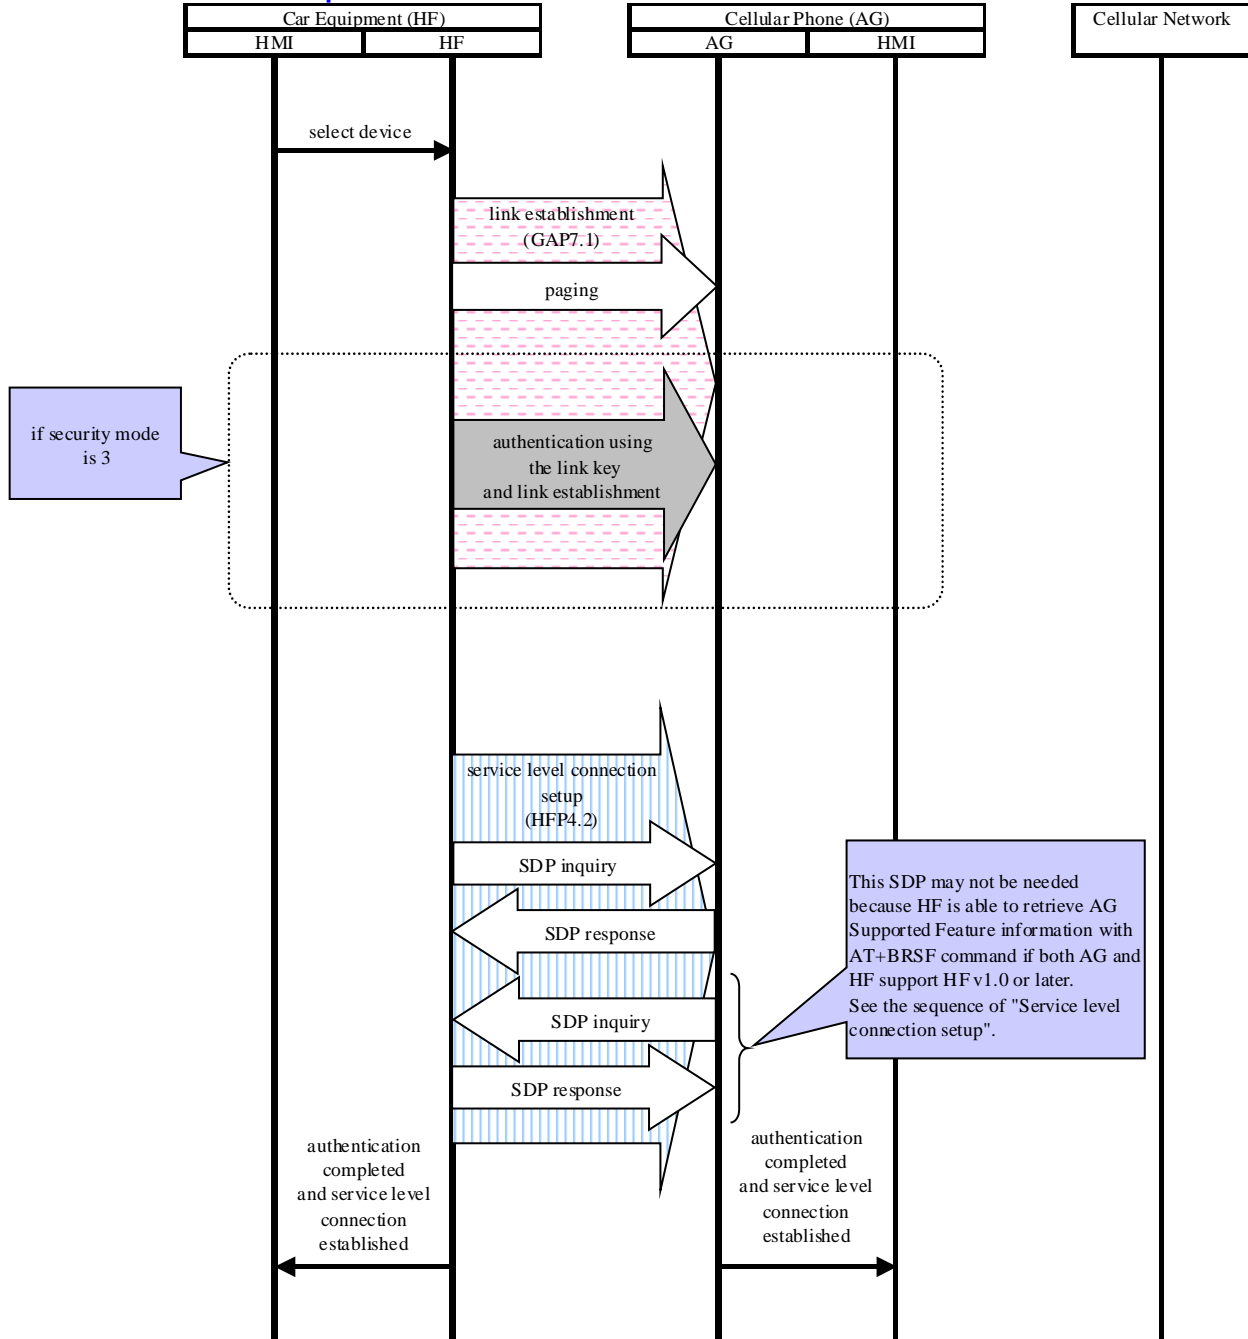 Car Equipment (HF)
Cellular Phone (AG)
Cellular Network
HMI
HF
AG
HMI
select device
link establishment
(GAP7.1)
paging
if security mode
is 3
authentication using
the link key
and link establishment
service level connection
setup
(HFP4.2)
SDP inquiry
SDP response
SDP inquiry
SDP response
This SDP may not be needed
because HF is able to retrieve AG
Supported Feature information with
AT+BRSF command if both AG and
HF support HF v1.0 or later.
See the sequence of "Service level
connection setup".
authentication
completed
and service level
connection
established
authentication
completed
and service level
connection
established